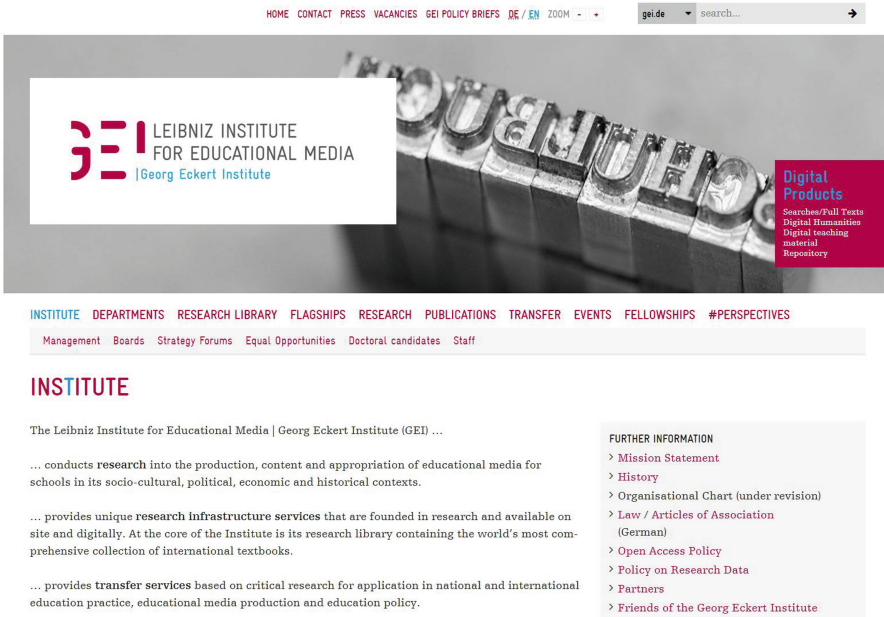 HOME CONTACT PRESS VACANCIES GEI POLICY BRIEFS DE / EN ZOOM - +
gei.de search...
GEI LEIBNIZ INSTITUTE
FOR EDUCATIONAL MEDIA
|Georg Eckert Institute
Digital
Products
Searches/Full Texts
Digital Humanities
Digital teaching
material
Repository
INSTITUTE DEPARTMENTS RESEARCH LIBRARY FLAGSHIPS RESEARCH PUBLICATIONS TRANSFER EVENTS FELLOWSHIPS #PERSPECTIVES
Management Boards Strategy Forums Equal Opportunities Doctoral candidates Staff
INSTITUTE
The Leibniz Institute for Educational Media | Georg Eckert Institute (GEI) …
… conducts research into the production, content and appropriation of educational media for
schools in its socio-cultural, political, economic and historical contexts.
… provides unique research infrastructure services that are founded in research and available on
site and digitally. At the core of the Institute is its research library containing the world's most com-
prehensive collection of international textbooks.
… provides transfer services based on critical research for application in national and international
education practice, educational media production and education policy.
FURTHER INFORMATION
> Mission Statement
> History
> Organisational Chart (under revision)
> Law / Articles of Association
(German)
> Open Access Policy
> Policy on Research Data
> Partners
> Friends of the Georg Eckert Institute